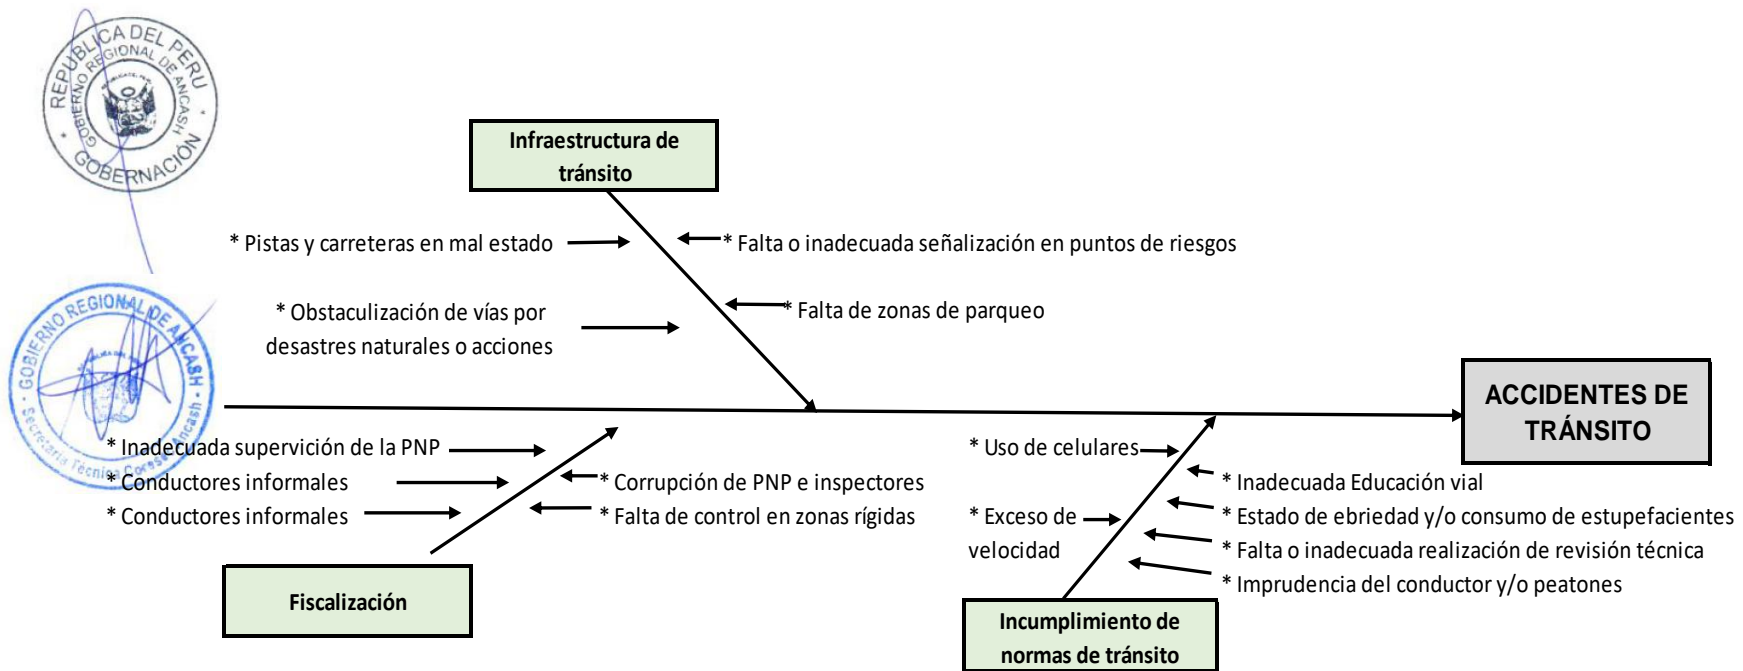 REPUBLICA DEL PERU
GOBIERNO REGIONAL DE ANCASH
GOBERNACIÓN
Infraestructura de
tránsito
* Pistas y carreteras en mal estado
* Falta o inadecuada señalización en puntos de riesgos
* Obstaculización de vías por
desastres naturales o acciones
* Falta de zonas de parqueo
GOBIERNO REGIONAL DE ANCASH
Secretaria Técnica Coresec Ancash
ACCIDENTES DE
TRÁNSITO
* Inadecuada supervición de la PNP
* Conductores informales
* Conductores informales
* Corrupción de PNP e inspectores
* Falta de control en zonas rígidas
Fiscalización
* Uso de celulares
* Exceso de
velocidad
* Inadecuada Educación vial
* Estado de ebriedad y/o consumo de estupefacientes
* Falta o inadecuada realización de revisión técnica
* Imprudencia del conductor y/o peatones
Incumplimiento de
normas de tránsito